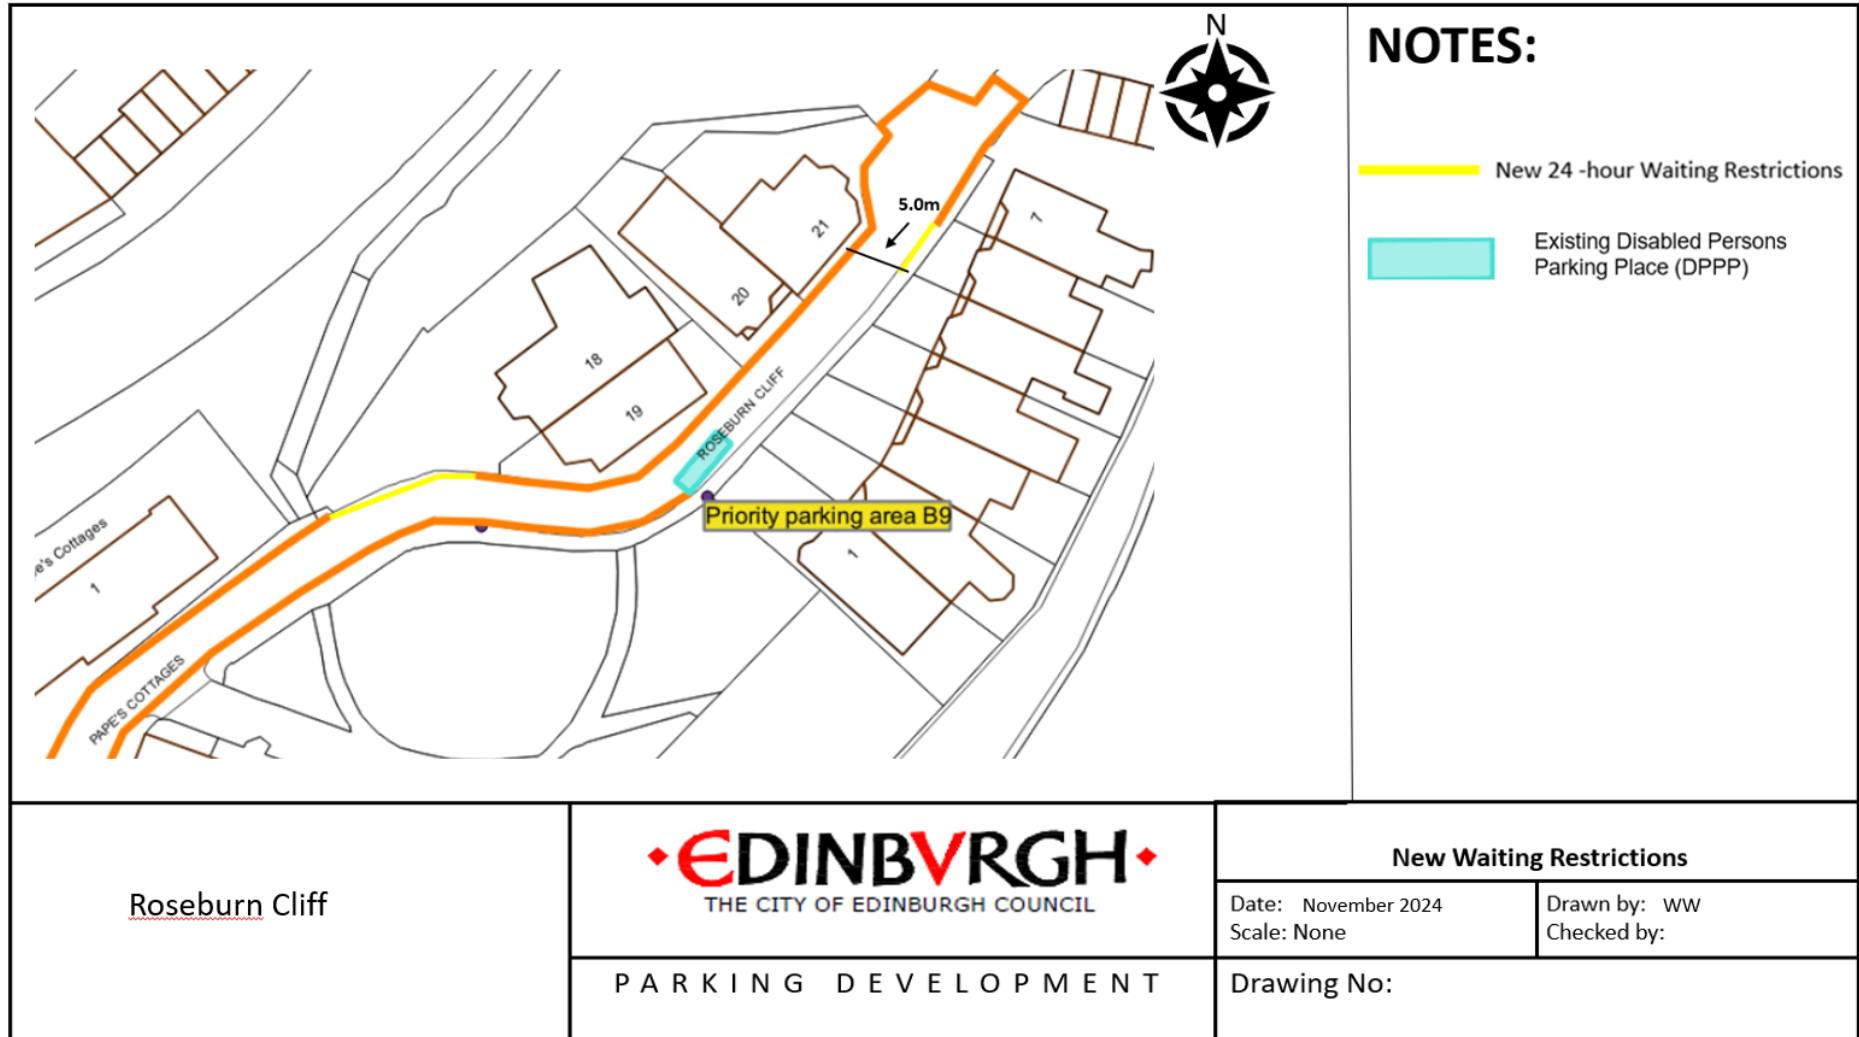 N
NOTES:
New 24 -hour Waiting Restrictions
Existing Disabled Persons
Parking Place (DPPP)
5.0m
7
21
20
18
19
ROSEBURN CLIFF
Priority parking area B9
1
e's Cottages
1
PAPE'S COTTAGES
Roseburn Cliff
EDINBVRGH
THE CITY OF EDINBURGH COUNCIL
PARKING DEVELOPMENT
New Waiting Restrictions
Date: November 2024
Scale: None
Drawn by: WW
Checked by:
Drawing No: